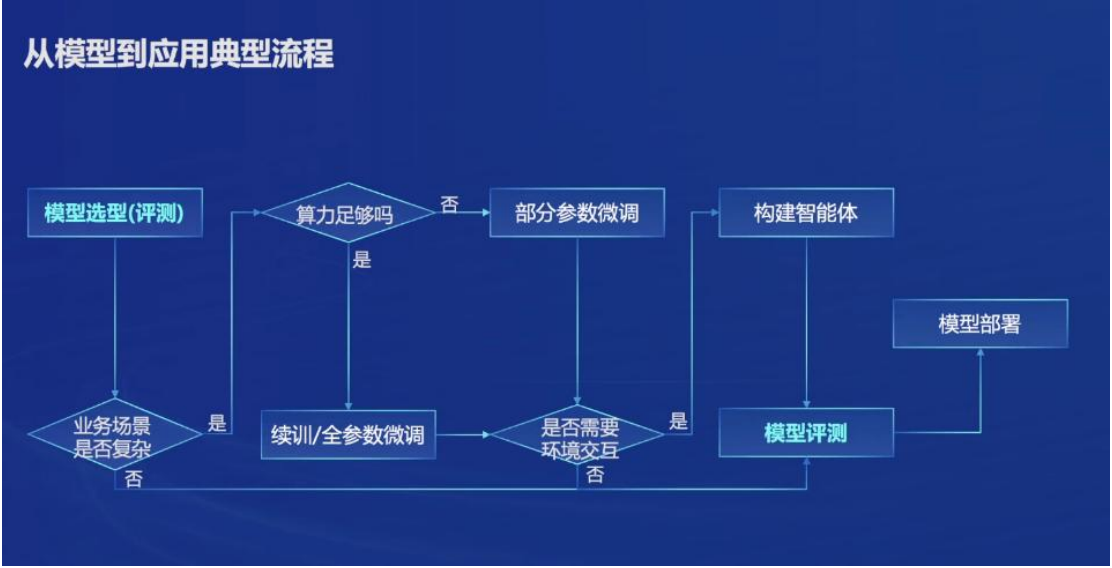 从模型到应用典型流程
模型选型(评测)
算力足够吗
否
部分参数微调
构建智能体
是
模型部署
业务场景
是否复杂
是
续训/全参数微调
是否需要
环境交互
是
模型评测
否
否